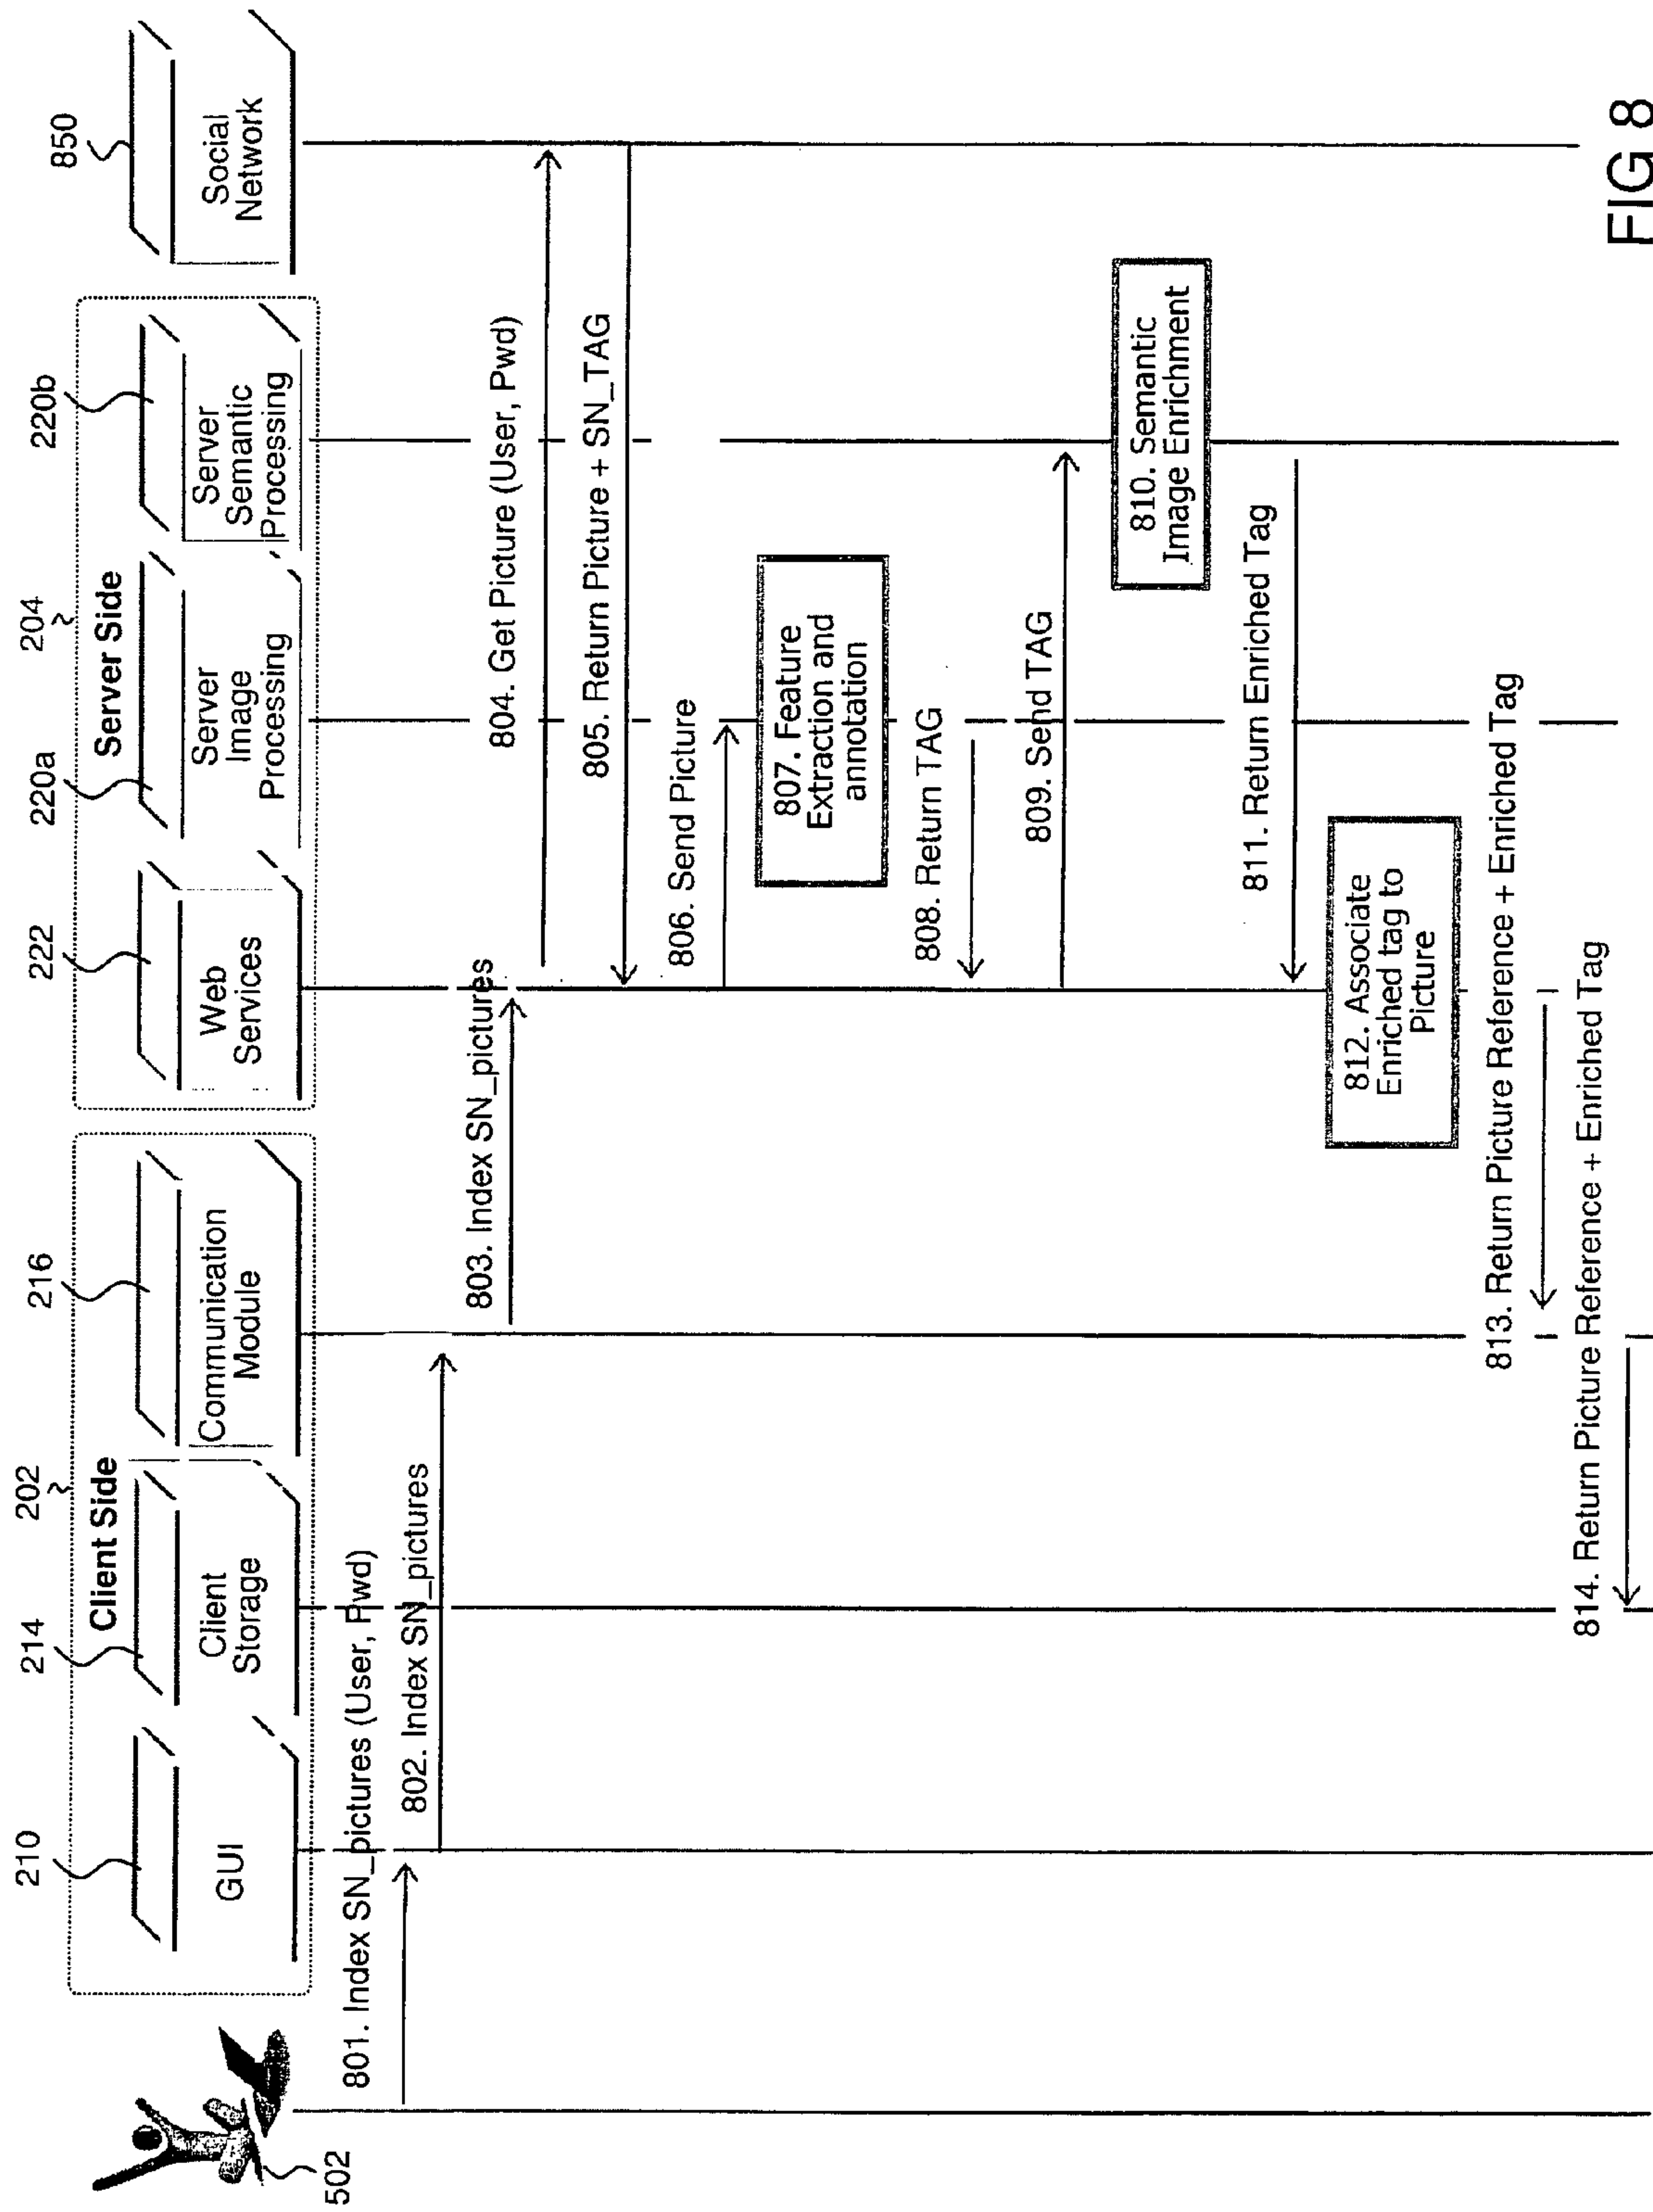 502
210
214
202
216
222
220a
204
220b
850
Client Side
Server Side
GUI
Client
Storage
Communication
Module
Web
Services
Server
Image
Processing
Server
Semantic
Processing
Social
Network
801. Index SN_pictures (User, Pwd)
802. Index SN_pictures
803. Index SN_pictures
804. Get Picture (User, Pwd)
805. Return Picture + SN_TAG
806. Send Picture
807. Feature
Extraction and
annotation
808. Return TAG
809. Send TAG
810. Semantic
Image Enrichment
811. Return Enriched Tag
812. Associate
Enriched tag to
Picture
813. Return Picture Reference + Enriched Tag
814. Return Picture Reference + Enriched Tag
FIG 8